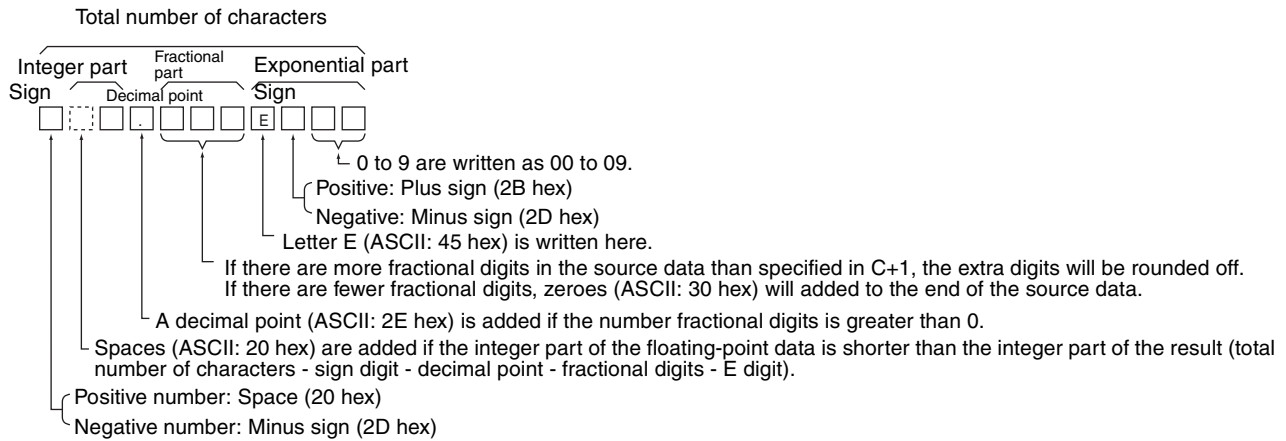 Total number of characters
Integer part
Fractional
part
Exponential part
Sign
Decimal point
Sign
.
E
0 to 9 are written as 00 to 09.
Positive: Plus sign (2B hex)
Negative: Minus sign (2D hex)
Letter E (ASCII: 45 hex) is written here.
If there are more fractional digits in the source data than specified in C+1, the extra digits will be rounded off.
If there are fewer fractional digits, zeroes (ASCII: 30 hex) will added to the end of the source data.
A decimal point (ASCII: 2E hex) is added if the number fractional digits is greater than 0.
Spaces (ASCII: 20 hex) are added if the integer part of the floating-point data is shorter than the integer part of the result (total
number of characters - sign digit - decimal point - fractional digits - E digit).
Positive number: Space (20 hex)
Negative number: Minus sign (2D hex)